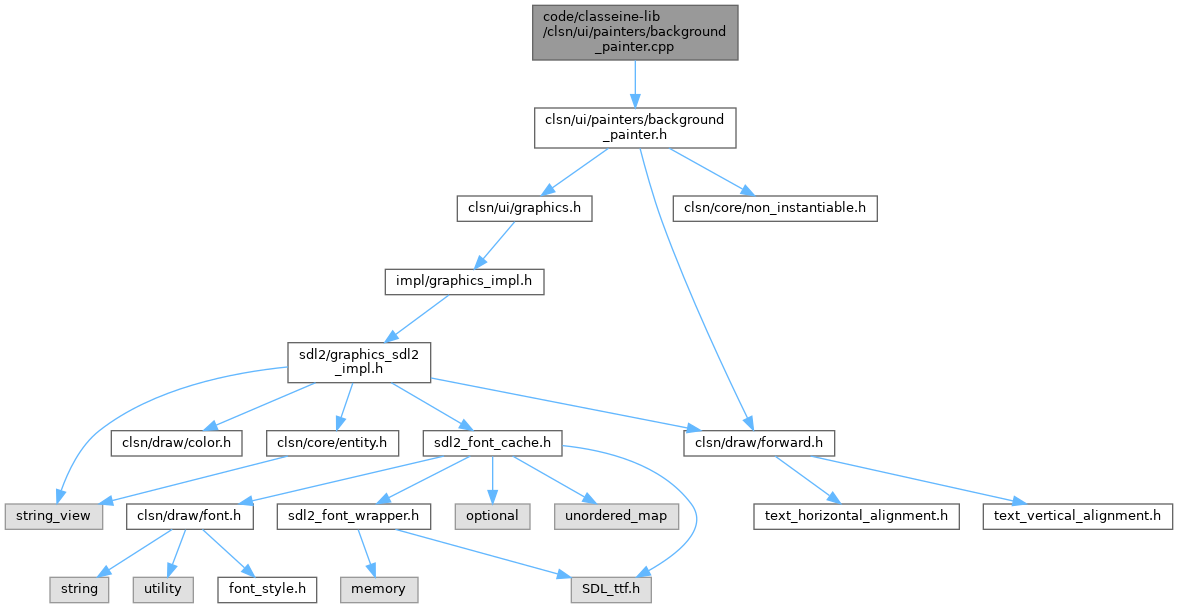 code/classeine-lib
/clsn/ui/painters/background
_painter.cpp
clsn/ui/painters/background
_painter.h
clsn/ui/graphics.h
clsn/core/non_instantiable.h
impl/graphics_impl.h
sdl2/graphics_sdl2
_impl.h
clsn/draw/color.h
clsn/core/entity.h
sdl2_font_cache.h
clsn/draw/forward.h
string_view
clsn/draw/font.h
sdl2_font_wrapper.h
optional
unordered_map
text_horizontal_alignment.h
text_vertical_alignment.h
string
utility
font_style.h
memory
SDL_ttf.h